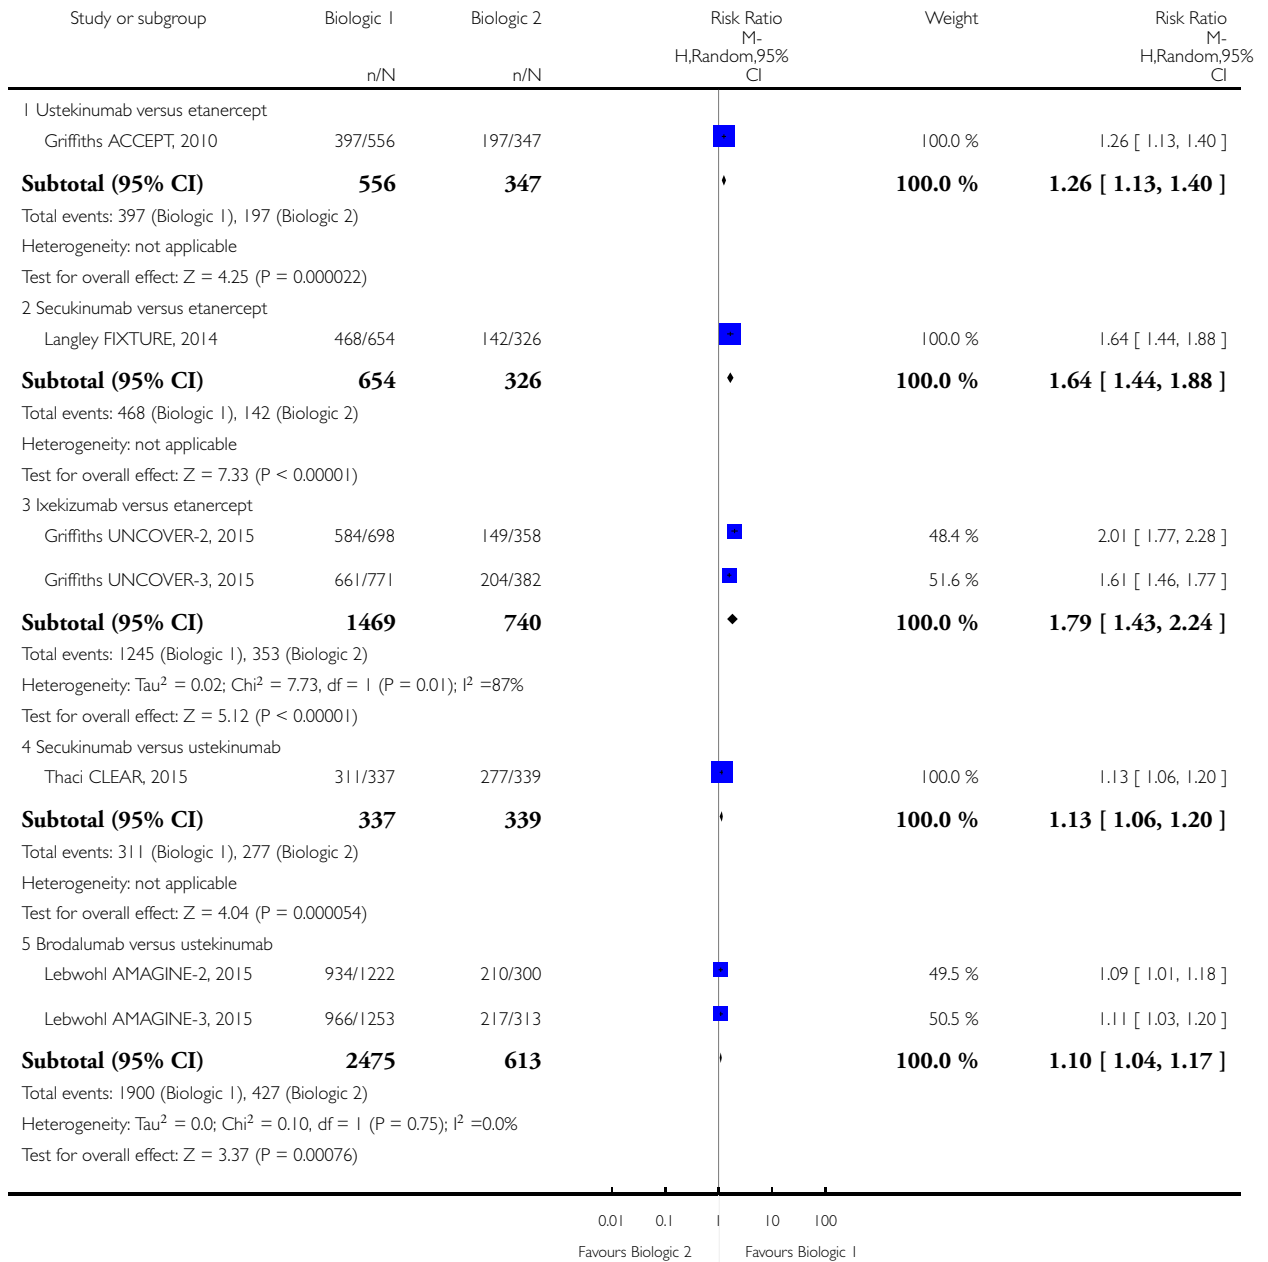 Study or subgroup Biologic 1 Biologic 2 Risk Ratio Weight Risk Ratio
M- M-
H,Random,95% H,Random,95%
n/N n/N CI CI
1 Ustekinumab versus etanercept
Griffiths ACCEPT, 2010 397/556 197/347 100.0 % 1.26 [ 1.13, 1.40 ]
Subtotal (95% CI) 556 347 100.0 % 1.26 [ 1.13, 1.40 ]
Total events: 397 (Biologic 1), 197 (Biologic 2)
Heterogeneity: not applicable
Test for overall effect: Z = 4.25 (P = 0.000022)
2 Secukinumab versus etanercept
Langley FIXTURE, 2014 468/654 142/326 100.0 % 1.64 [ 1.44, 1.88 ]
Subtotal (95% CI) 654 326 100.0 % 1.64 [ 1.44, 1.88 ]
Total events: 468 (Biologic 1), 142 (Biologic 2)
Heterogeneity: not applicable
Test for overall effect: Z = 7.33 (P < 0.00001)
3 Ixekizumab versus etanercept
Griffiths UNCOVER-2, 2015 584/698 149/358 48.4 % 2.01 [ 1.77, 2.28 ]
Griffiths UNCOVER-3, 2015 661/771 204/382 51.6 % 1.61 [ 1.46, 1.77 ]
Subtotal (95% CI) 1469 740 100.0 % 1.79 [ 1.43, 2.24 ]
Total events: 1245 (Biologic 1), 353 (Biologic 2)
Heterogeneity: Tau² = 0.02; Chi² = 7.73, df = 1 (P = 0.01); I² =87%
Test for overall effect: Z = 5.12 (P < 0.00001)
4 Secukinumab versus ustekinumab
Thaci CLEAR, 2015 311/337 277/339 100.0 % 1.13 [ 1.06, 1.20 ]
Subtotal (95% CI) 337 339 100.0 % 1.13 [ 1.06, 1.20 ]
Total events: 311 (Biologic 1), 277 (Biologic 2)
Heterogeneity: not applicable
Test for overall effect: Z = 4.04 (P = 0.000054)
5 Brodalumab versus ustekinumab
Lebwohl AMAGINE-2, 2015 934/1222 210/300 49.5 % 1.09 [ 1.01, 1.18 ]
Lebwohl AMAGINE-3, 2015 966/1253 217/313 50.5 % 1.11 [ 1.03, 1.20 ]
Subtotal (95% CI) 2475 613 100.0 % 1.10 [ 1.04, 1.17 ]
Total events: 1900 (Biologic 1), 427 (Biologic 2)
Heterogeneity: Tau² = 0.0; Chi² = 0.10, df = 1 (P = 0.75); I² =0.0%
Test for overall effect: Z = 3.37 (P = 0.00076)
0.01 0.1 1 10 100
Favours Biologic 2 Favours Biologic 1